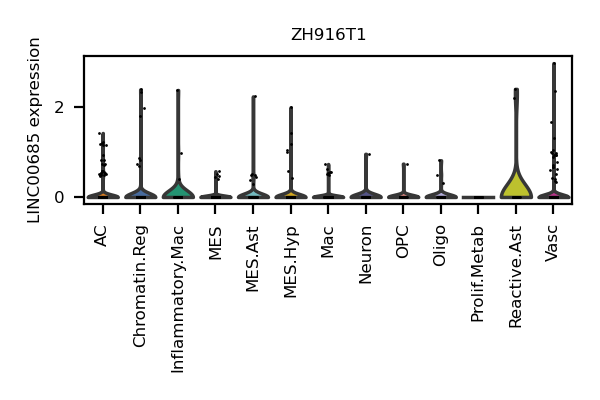 ZH916T1
LINC00685 expression
2
0
AC
Chromatin.Reg
Inflammatory.Mac
MES
MES.Ast
MES.Hyp
Mac
Neuron
OPC
Oligo
Prolif.Metab
Reactive.Ast
Vasc